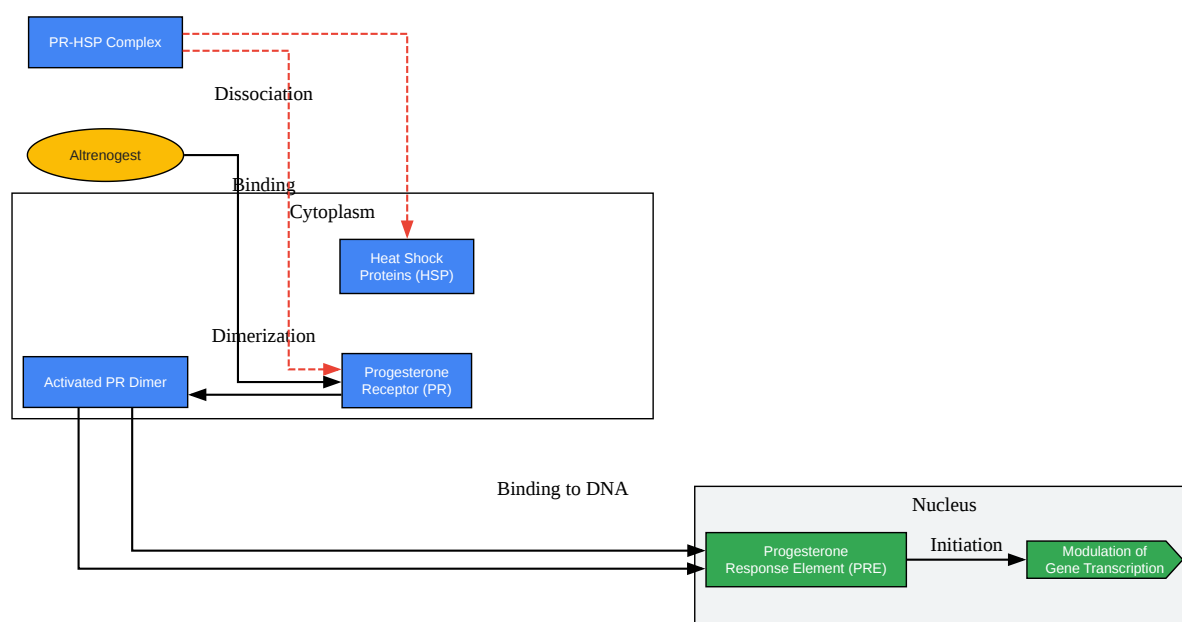 PR-HSP Complex
Dissociation
Altrenogest
Binding
Cytoplasm
Heat Shock
Proteins (HSP)
Dimerization
Activated PR Dimer
Progesterone
Receptor (PR)
Binding to DNA
Nucleus
Progesterone
Response Element (PRE)
Initiation
Modulation of
Gene Transcription